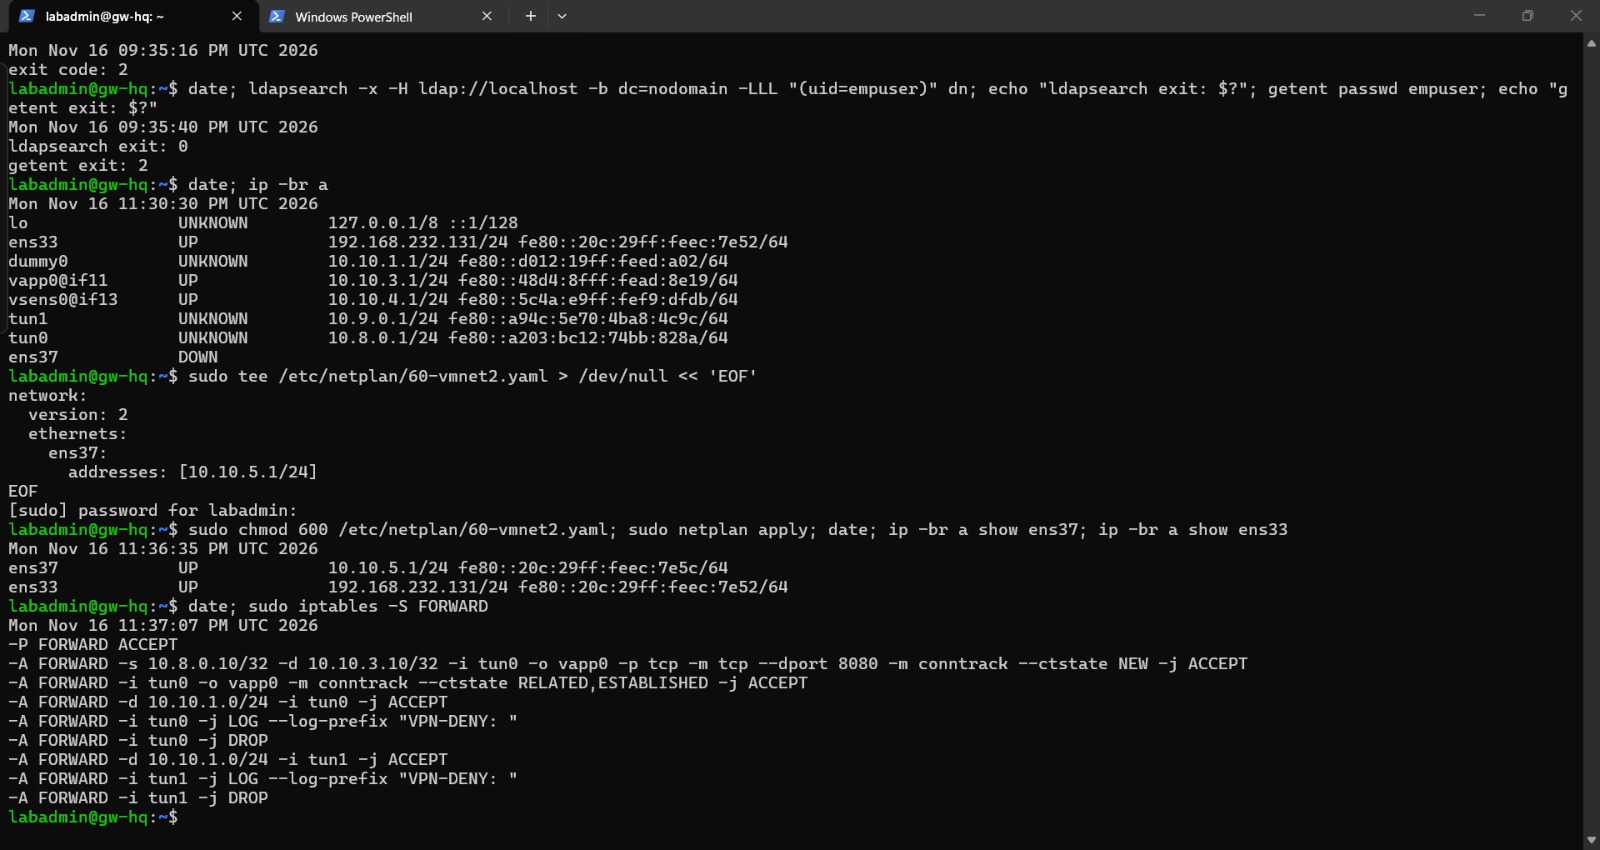 labadmin@gw-hq: ~
Windows PowerShell
Mon Nov 16 09:35:16 PM UTC 2026
exit code: 2
labadmin@gw-hq:~$ date; ldapsearch -x -H ldap://localhost -b dc=nodomain -LLL "(uid=empuser)" dn; echo "ldapsearch exit: $?"; getent passwd empuser; echo "g
etent exit: $?"
Mon Nov 16 09:35:40 PM UTC 2026
ldapsearch exit: 0
getent exit: 2
labadmin@gw-hq:~$ date; ip -br a
Mon Nov 16 11:30:30 PM UTC 2026
lo               UNKNOWN        127.0.0.1/8 ::1/128
ens33            UP             192.168.232.131/24 fe80::20c:29ff:feec:7e52/64
dummy0           UNKNOWN        10.10.1.1/24 fe80::d012:19ff:feed:a02/64
vapp0@if11       UP             10.10.3.1/24 fe80::48d4:8fff:fead:8e19/64
vsens0@if13      UP             10.10.4.1/24 fe80::5c4a:e9ff:fef9:dfdb/64
tun1             UNKNOWN        10.9.0.1/24 fe80::a94c:5e70:4ba8:4c9c/64
tun0             UNKNOWN        10.8.0.1/24 fe80::a203:bc12:74bb:828a/64
ens37            DOWN
labadmin@gw-hq:~$ sudo tee /etc/netplan/60-vmnet2.yaml > /dev/null << 'EOF'
network:
  version: 2
  ethernets:
    ens37:
      addresses: [10.10.5.1/24]
EOF
[sudo] password for labadmin:
labadmin@gw-hq:~$ sudo chmod 600 /etc/netplan/60-vmnet2.yaml; sudo netplan apply; date; ip -br a show ens37; ip -br a show ens33
Mon Nov 16 11:36:35 PM UTC 2026
ens37            UP             10.10.5.1/24 fe80::20c:29ff:feec:7e5c/64
ens33            UP             192.168.232.131/24 fe80::20c:29ff:feec:7e52/64
labadmin@gw-hq:~$ date; sudo iptables -S FORWARD
Mon Nov 16 11:37:07 PM UTC 2026
-P FORWARD ACCEPT
-A FORWARD -s 10.8.0.10/32 -d 10.10.3.10/32 -i tun0 -o vapp0 -p tcp -m tcp --dport 8080 -m conntrack --ctstate NEW -j ACCEPT
-A FORWARD -i tun0 -o vapp0 -m conntrack --ctstate RELATED,ESTABLISHED -j ACCEPT
-A FORWARD -d 10.10.1.0/24 -i tun0 -j ACCEPT
-A FORWARD -i tun0 -j LOG --log-prefix "VPN-DENY: "
-A FORWARD -i tun0 -j DROP
-A FORWARD -d 10.10.1.0/24 -i tun1 -j ACCEPT
-A FORWARD -i tun1 -j LOG --log-prefix "VPN-DENY: "
-A FORWARD -i tun1 -j DROP
labadmin@gw-hq:~$